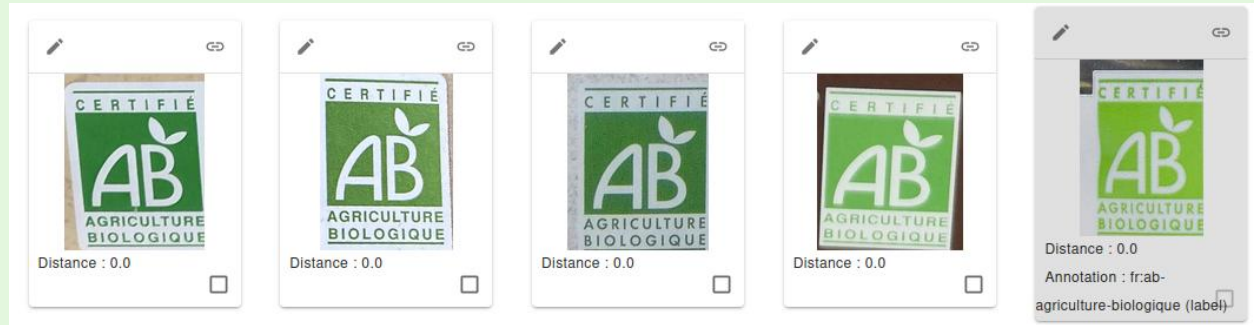 CERTIFIÉ
AB
AGRICULTURE
BIOLOGIQUE
Distance : 0.0
CERTIFIÉ
AB
AGRICULTURE
BIOLOGIQUE
Distance : 0.0
CERTIFIÉ
AB
AGRICULTURE
BIOLOGIQUE
Distance : 0.0
CERTIFIÉ
AB
AGRICULTURE
BIOLOGIQUE
Distance : 0.0
CERTIFIÉ
AB
AGRICULTURE
BIOLOGIQUE
Distance : 0.0
Annotation : fr:ab-
agriculture-biologique (label)